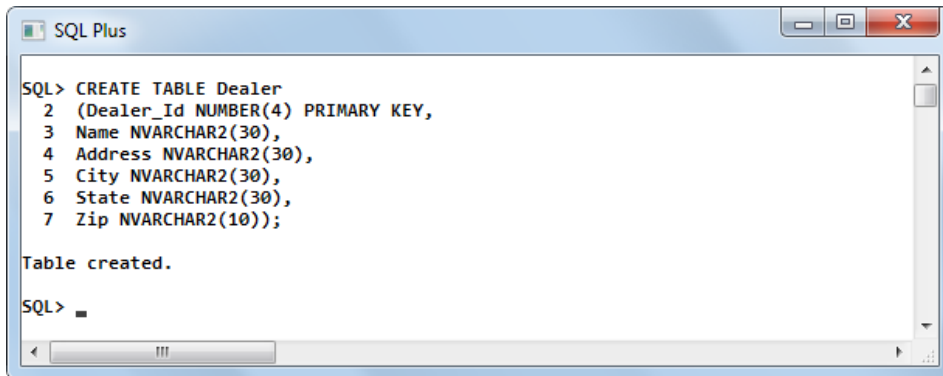 SQL Plus
SQL> CREATE TABLE Dealer
2 (Dealer_Id NUMBER(4) PRIMARY KEY,
3 Name NVARCHAR2(30),
4 Address NVARCHAR2(30),
5 City NVARCHAR2(30),
6 State NVARCHAR2(30),
7 Zip NVARCHAR2(10));
Table created.
SQL> _